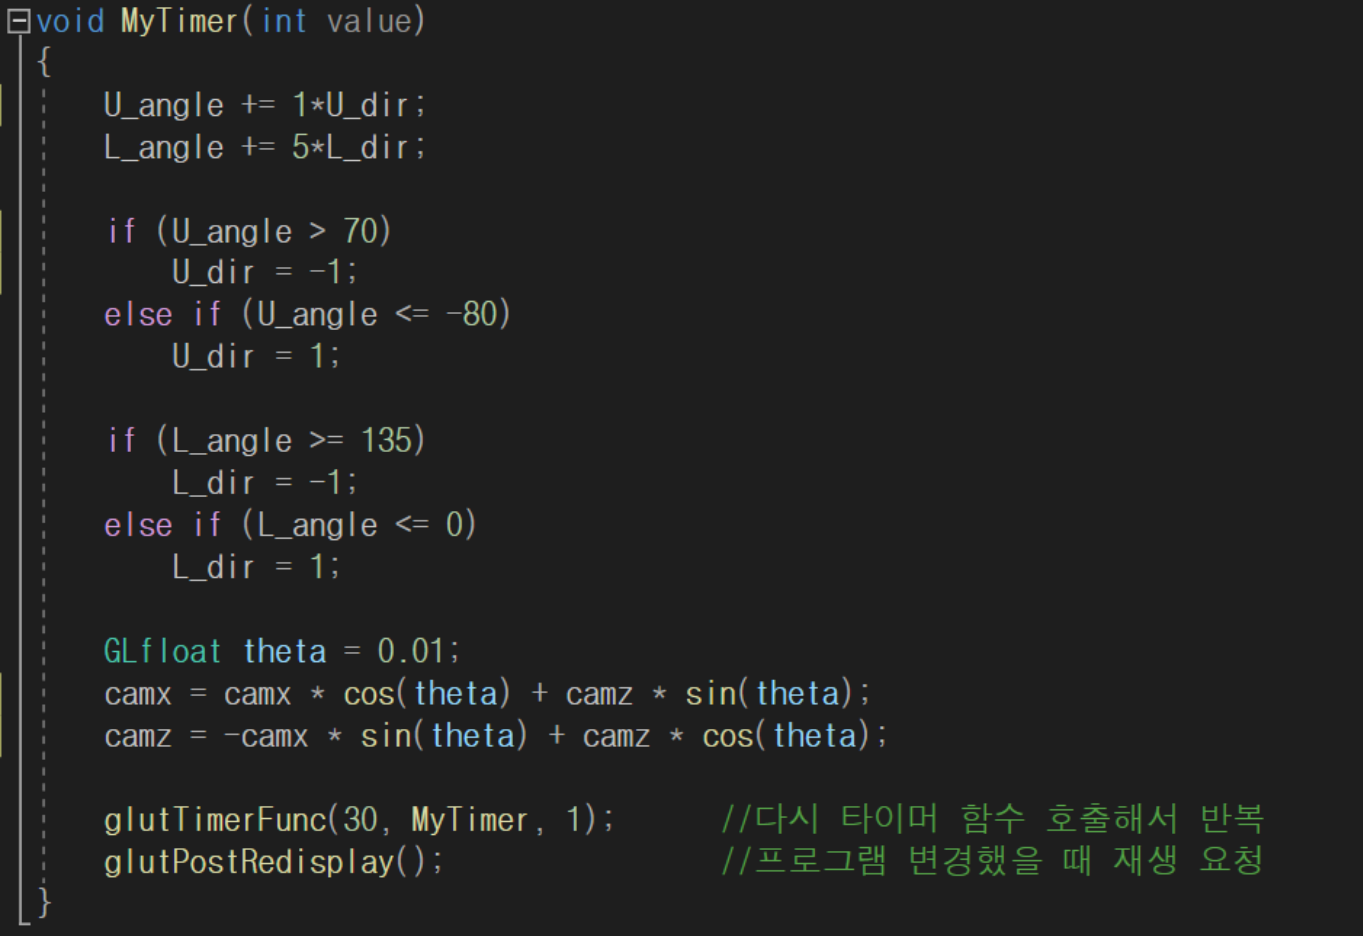 void MyTimer(int value)
{
    U_angle += 1*U_dir;
    L_angle += 5*L_dir;
    if (U_angle > 70)
        U_dir = -1;
    else if (U_angle <= -80)
        U_dir = 1;
    if (L_angle >= 135)
        L_dir = -1;
    else if (L_angle <= 0)
        L_dir = 1;
    GLfloat theta = 0.01;
    camx = camx * cos(theta) + camz * sin(theta);
    camz = -camx * sin(theta) + camz * cos(theta);
    glutTimerFunc(30, MyTimer, 1);     //다시 타이머 함수 호출해서 반복
    glutPostRedisplay();               //프로그램 변경했을 때 재생 요청
}